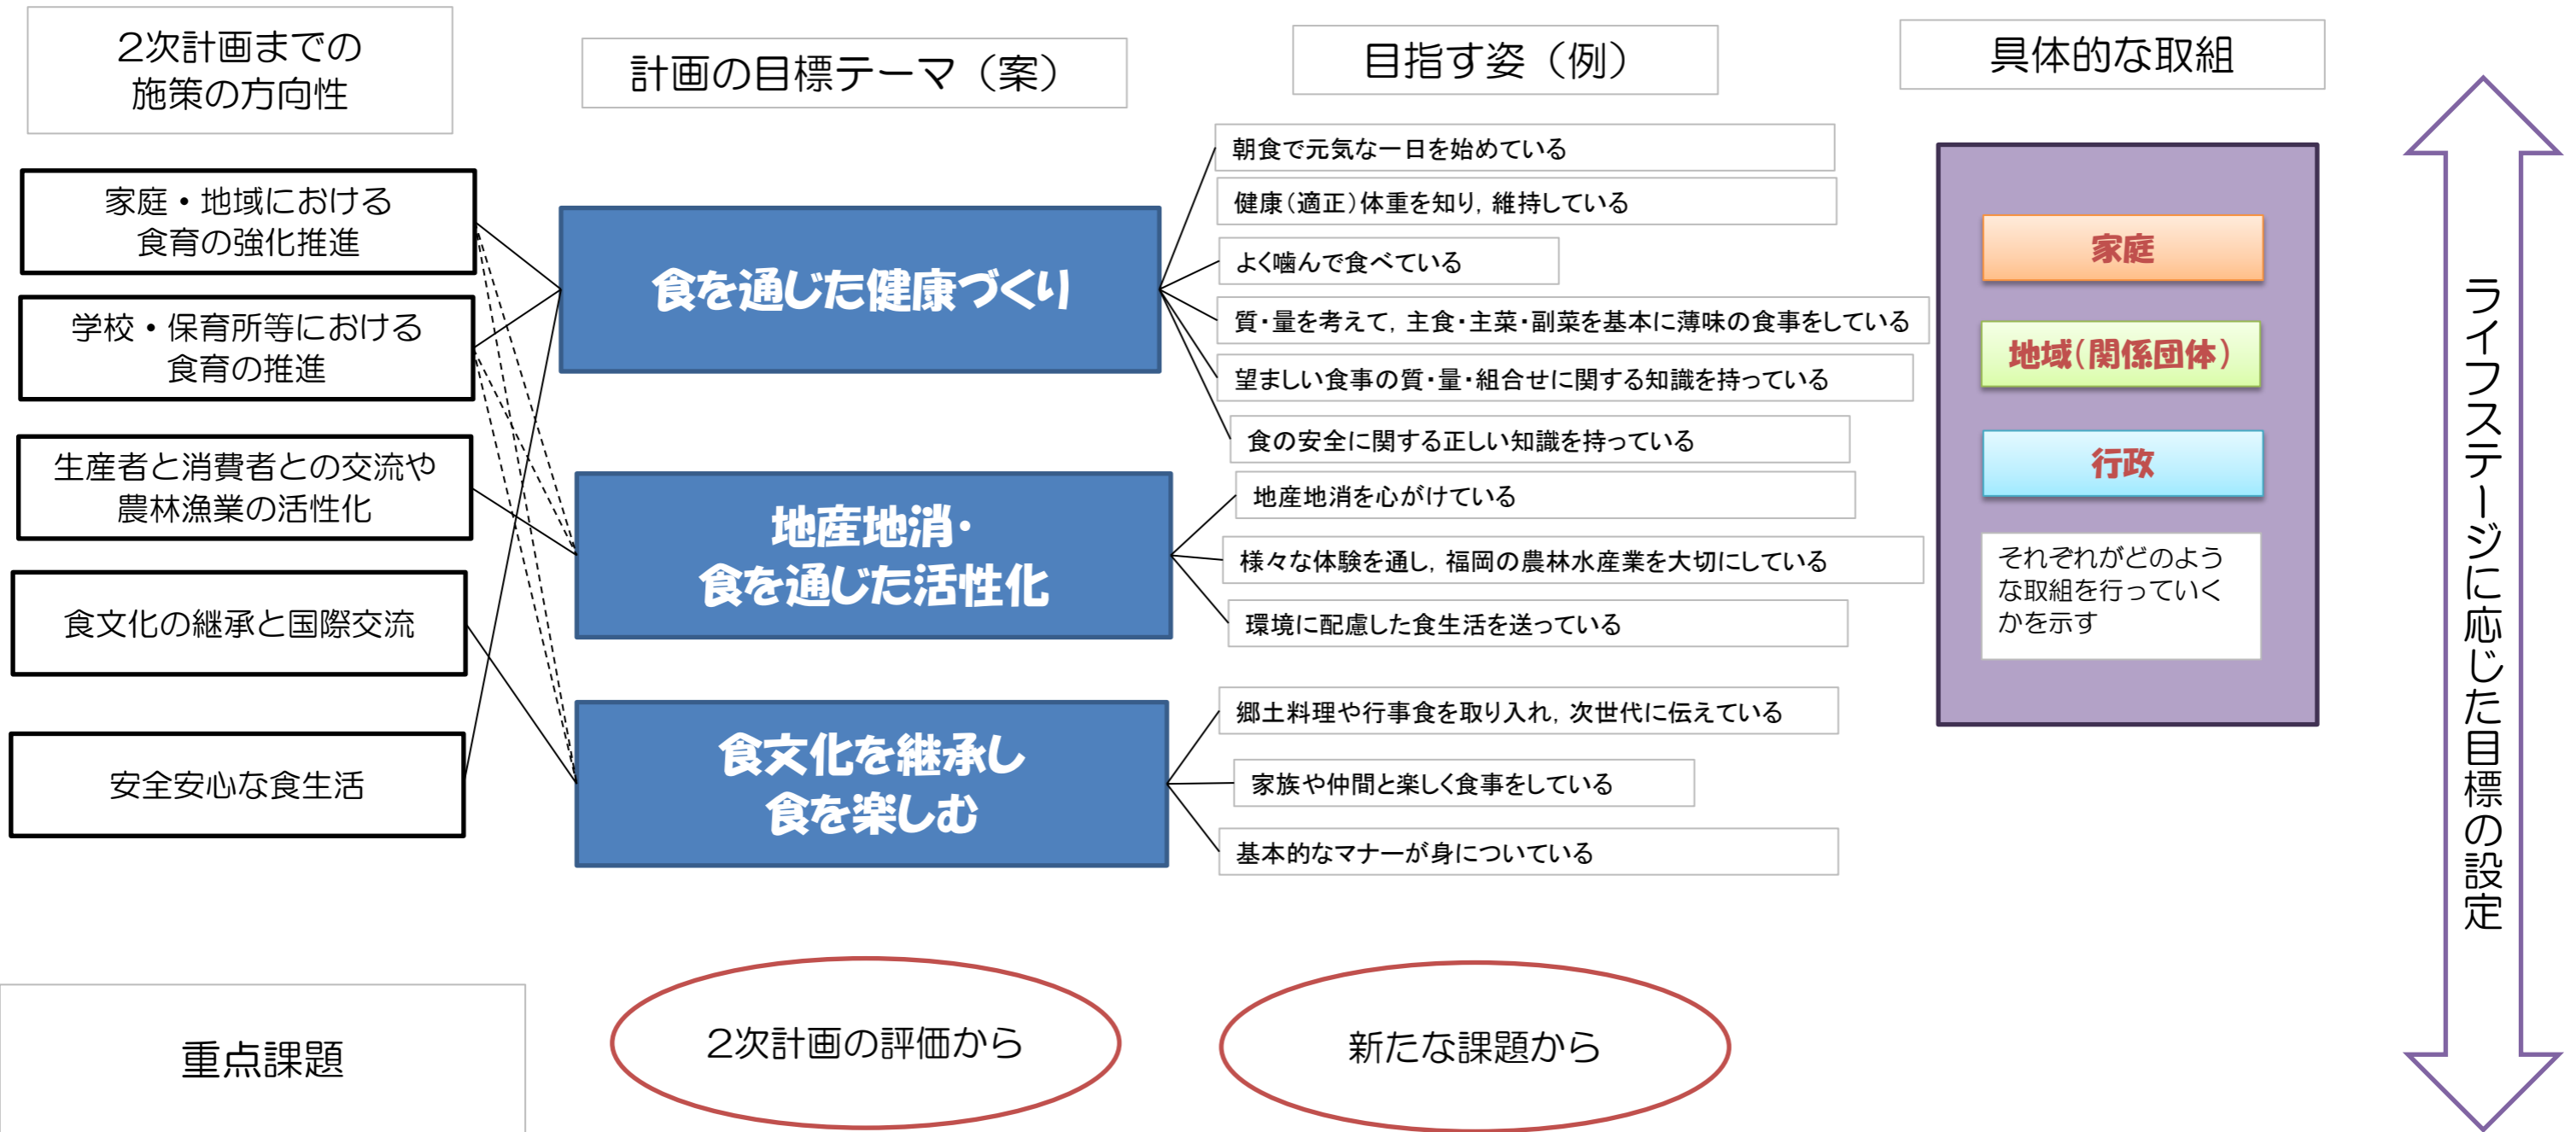 2次計画までの
施策の方向性
計画の目標テーマ（案）
目指す姿（例）
具体的な取組
家庭・地域における
食育の強化推進
学校・保育所等における
食育の推進
生産者と消費者との交流や
農林漁業の活性化
食文化の継承と国際交流
安全安心な食生活
食を通じた健康づくり
地産地消・
食を通じた活性化
食文化を継承し
食を楽しむ
朝食で元気な一日を始めている
健康（適正）体重を知り，維持している
よく噛んで食べている
質・量を考えて，主食・主菜・副菜を基本に薄味の食事をしている
望ましい食事の質・量・組合せに関する知識を持っている
食の安全に関する正しい知識を持っている
地産地消を心がけている
様々な体験を通し，福岡の農林水産業を大切にしている
環境に配慮した食生活を送っている
郷土料理や行事食を取り入れ，次世代に伝えている
家族や仲間と楽しく食事をしている
基本的なマナーが身についている
家庭
地域（関係団体）
行政
それぞれがどのよう
な取組を行っていく
かを示す
ライフステージに応じた目標の設定
重点課題
2次計画の評価から
新たな課題から